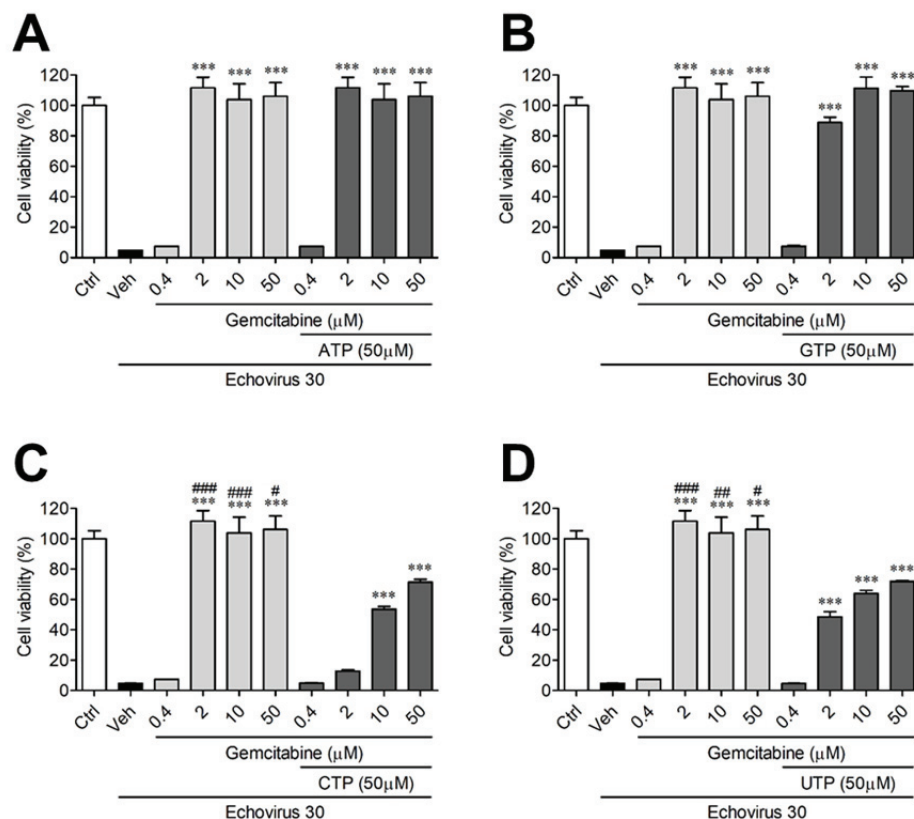 A
*** *** *** *** *** ***
120
100
80
60
40
20
0
Cell viability (%)
Ctrl Veh 0.4 2 10 50 0.4 2 10 50
Gemcitabine (μM)
ATP (50μM)
Echovirus 30
B
*** *** *** *** *** ***
120
100
80
60
40
20
0
Cell viability (%)
Ctrl Veh 0.4 2 10 50 0.4 2 10 50
Gemcitabine (μM)
GTP (50μM)
Echovirus 30
C
### ### #
*** *** *** *** ***
120
100
80
60
40
20
0
Cell viability (%)
Ctrl Veh 0.4 2 10 50 0.4 2 10 50
Gemcitabine (μM)
CTP (50μM)
Echovirus 30
D
### ## #
*** *** *** *** *** ***
120
100
80
60
40
20
0
Cell viability (%)
Ctrl Veh 0.4 2 10 50 0.4 2 10 50
Gemcitabine (μM)
UTP (50μM)
Echovirus 30